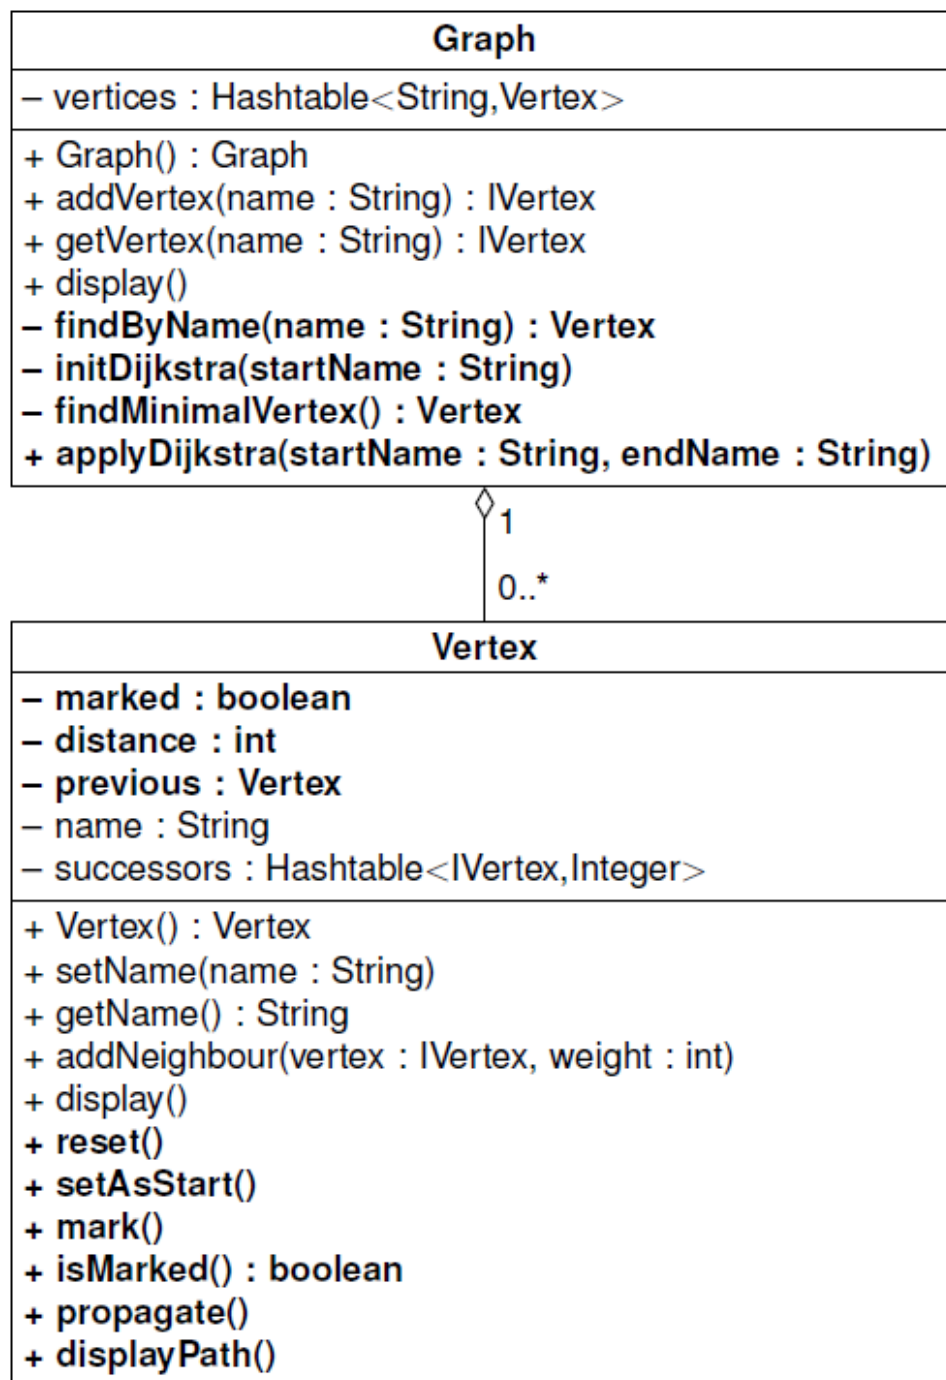 Graph
– vertices : Hashtable<String,Vertex>
+ Graph() : Graph
+ addVertex(name : String) : IVertex
+ getVertex(name : String) : IVertex
+ display()
– findByName(name : String) : Vertex
– initDijkstra(startName : String)
– findMinimalVertex() : Vertex
+ applyDijkstra(startName : String, endName : String)
1
0..*
Vertex
– marked : boolean
– distance : int
– previous : Vertex
– name : String
– successors : Hashtable<IVertex,Integer>
+ Vertex() : Vertex
+ setName(name : String)
+ getName() : String
+ addNeighbour(vertex : IVertex, weight : int)
+ display()
+ reset()
+ setAsStart()
+ mark()
+ isMarked() : boolean
+ propagate()
+ displayPath()